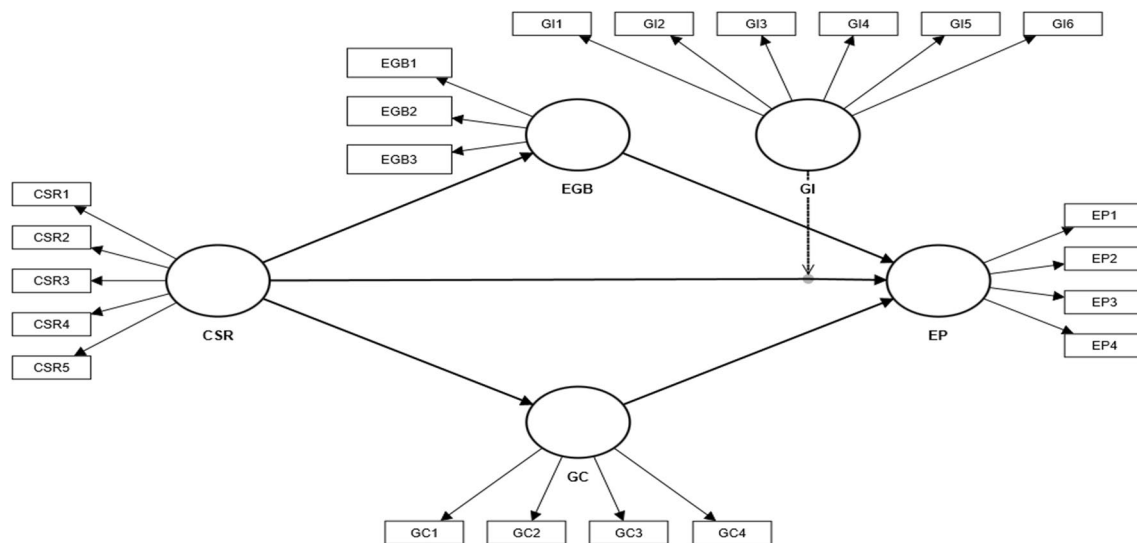 GI1 GI2 GI3 GI4 GI5 GI6
EGB1
EGB2
EGB3
EGB
GI
CSR1
CSR2
CSR3
CSR4
CSR5
CSR
EP1
EP2
EP3
EP4
EP
GC
GC1 GC2 GC3 GC4